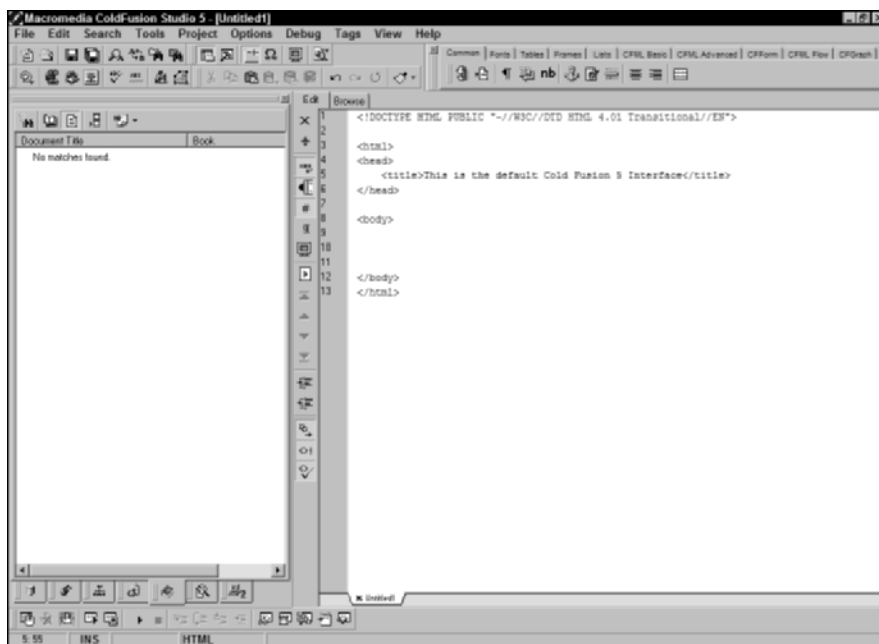 Macromedia ColdFusion Studio 5 - [Untitled1]
File Edit Search Tools Project Options Debug Tags View Help
Common Fonts Tables Frames Lists CFML Basic CFML Advanced CFForm CFML Flow CFGraph
nb
Edit Browse
Document Title Book
No matches found.
1 <!DOCTYPE HTML PUBLIC "-//W3C//DTD HTML 4.01 Transitional//EN">
2
3 <html>
4 <head>
5 <title>This is the default Cold Fusion 5 Interface</title>
6 </head>
7
8 <body>
9
10
11
12 </body>
13 </html>
Untitled1
5: 55 INS HTML